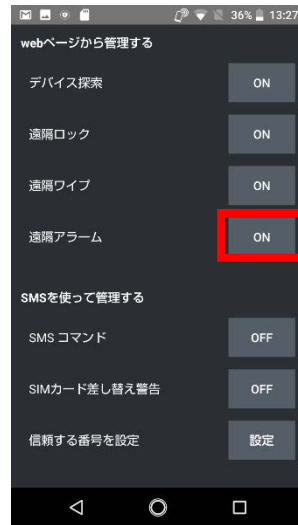 36% 13:27
webページから管理する
デバイス探索 ON
遠隔ロック ON
遠隔ワイプ ON
遠隔アラーム ON
SMSを使って管理する
SMS コマンド OFF
SIMカード差し替え警告 OFF
信頼する番号を設定 設定